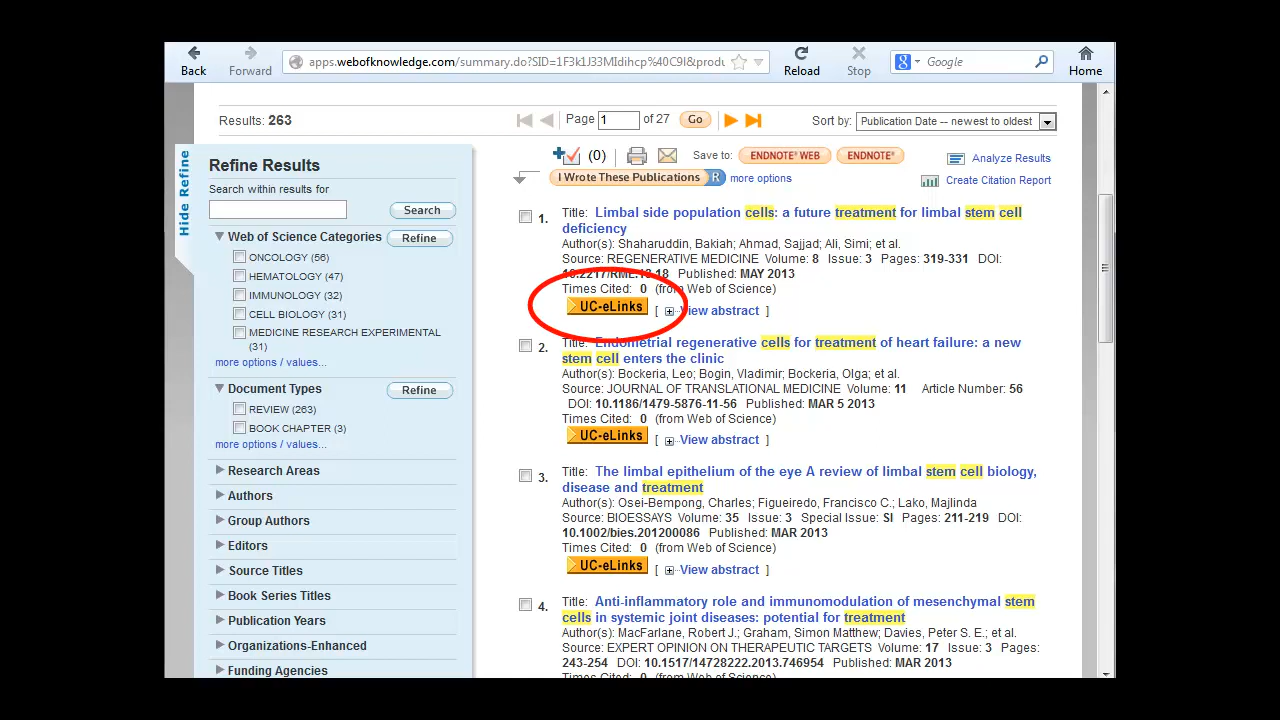 Back
Forward
apps.webofknowledge.com/summary.do?SID=1F3k1J33MIdihcp%40C9I&produ
Reload
Stop
Google
Home
Results: 263
Page 1 of 27 Go
Sort by: Publication Date -- newest to oldest
Hide Refine
Refine Results
Search within results for
Search
Web of Science Categories Refine
ONCOLOGY (56)
HEMATOLOGY (47)
IMMUNOLOGY (32)
CELL BIOLOGY (31)
MEDICINE RESEARCH EXPERIMENTAL
(31)
more options / values...
Document Types Refine
REVIEW (263)
BOOK CHAPTER (3)
more options / values...
Research Areas
Authors
Group Authors
Editors
Source Titles
Book Series Titles
Publication Years
Organizations-Enhanced
Funding Agencies
(0) Save to: ENDNOTE® WEB ENDNOTE®
I Wrote These Publications R more options
Analyze Results
Create Citation Report
1. Title: Limbal side population cells: a future treatment for limbal stem cell
deficiency
Author(s): Shaharuddin, Bakiah; Ahmad, Sajjad; Ali, Simi; et al.
Source: REGENERATIVE MEDICINE Volume: 8 Issue: 3 Pages: 319-331 DOI:
10.2217/RME.13.18 Published: MAY 2013
Times Cited: 0 (from Web of Science)
UC-eLinks [ View abstract ]
2. Title: Endometrial regenerative cells for treatment of heart failure: a new
stem cell enters the clinic
Author(s): Bockeria, Leo; Bogin, Vladimir; Bockeria, Olga; et al.
Source: JOURNAL OF TRANSLATIONAL MEDICINE Volume: 11 Article Number: 56
DOI: 10.1186/1479-5876-11-56 Published: MAR 5 2013
Times Cited: 0 (from Web of Science)
UC-eLinks [ View abstract ]
3. Title: The limbal epithelium of the eye A review of limbal stem cell biology,
disease and treatment
Author(s): Osei-Bempong, Charles; Figueiredo, Francisco C.; Lako, Majlinda
Source: BIOESSAYS Volume: 35 Issue: 3 Special Issue: SI Pages: 211-219 DOI:
10.1002/bies.201200086 Published: MAR 2013
Times Cited: 0 (from Web of Science)
UC-eLinks [ View abstract ]
4. Title: Anti-inflammatory role and immunomodulation of mesenchymal stem
cells in systemic joint diseases: potential for treatment
Author(s): MacFarlane, Robert J.; Graham, Simon Matthew; Davies, Peter S. E.; et al.
Source: EXPERT OPINION ON THERAPEUTIC TARGETS Volume: 17 Issue: 3 Pages:
243-254 DOI: 10.1517/14728222.2013.746954 Published: MAR 2013
Times Cited: 0 (from Web of Science)